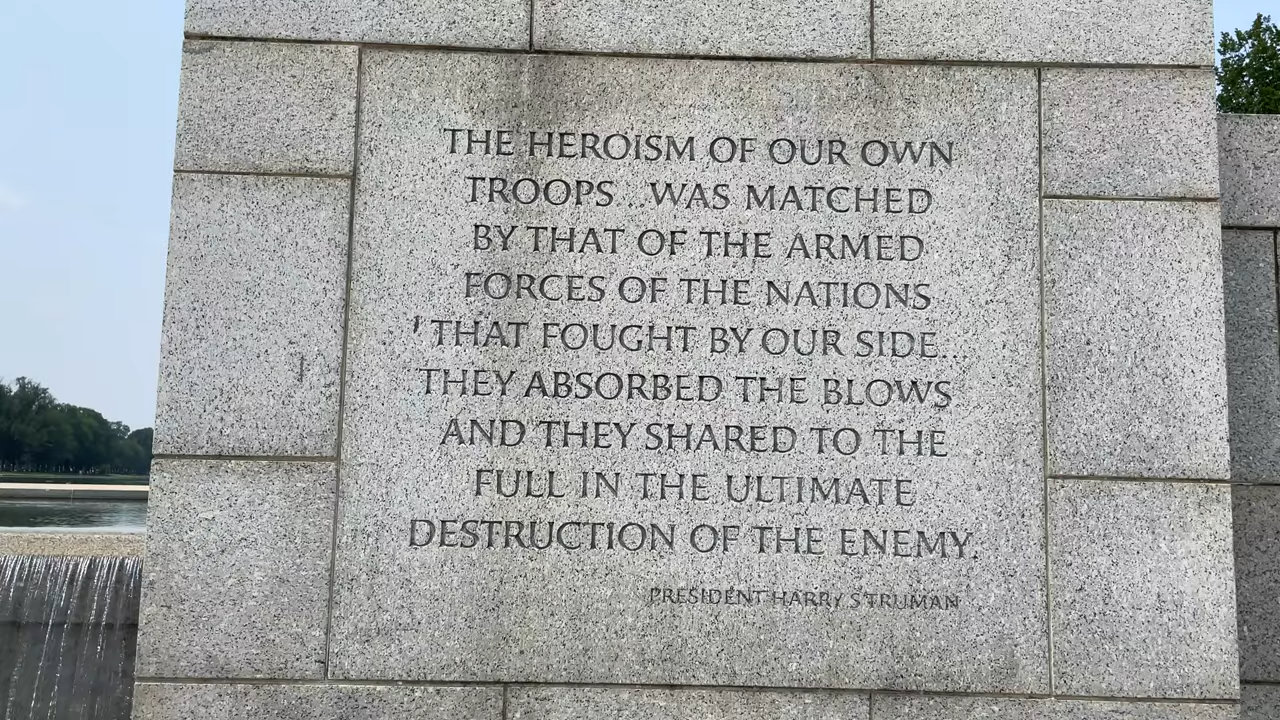 THE HEROISM OF OUR OWN
TROOPS...WAS MATCHED
BY THAT OF THE ARMED
FORCES OF THE NATIONS
THAT FOUGHT BY OUR SIDE...
THEY ABSORBED THE BLOWS
AND THEY SHARED TO THE
FULL IN THE ULTIMATE
DESTRUCTION OF THE ENEMY.
PRESIDENT HARRY S TRUMAN